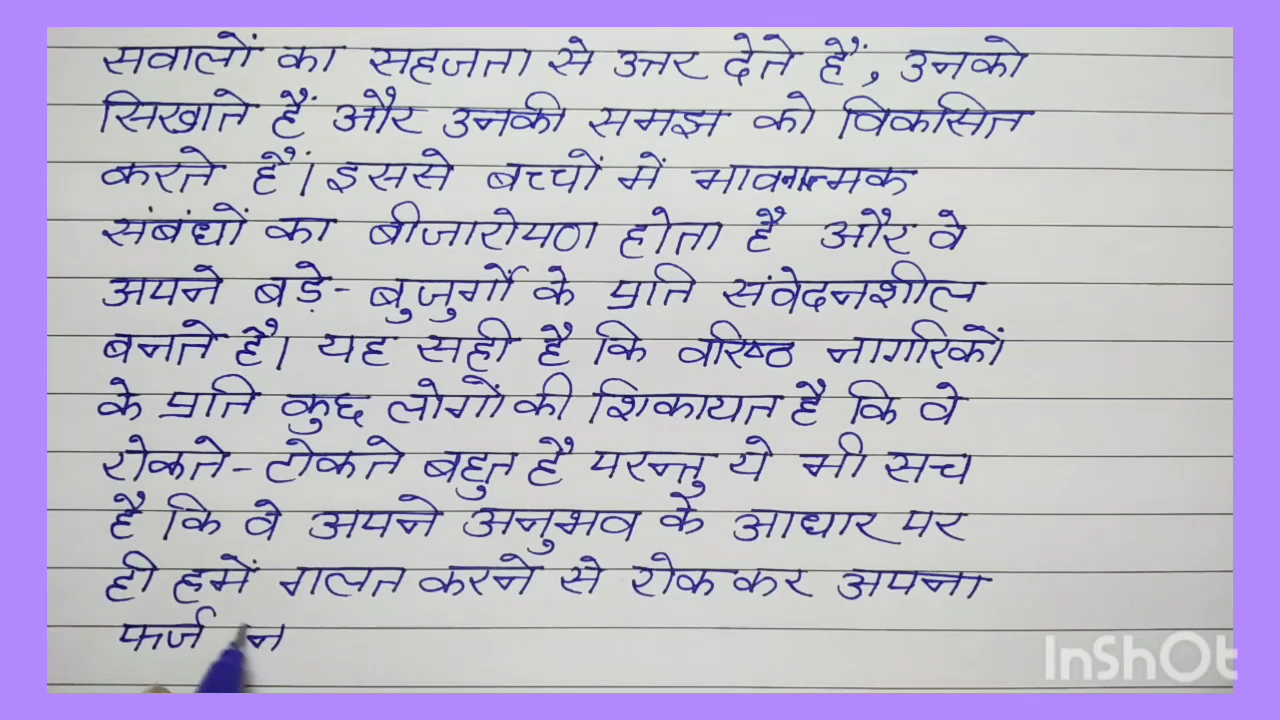 सवालों का सहजता से उत्तर देते हैं, उनको
सिखाते हैं और उनकी समझ को विकसित
करते हैं। इससे बच्चों में भावनात्मक
संबंधों का बीजारोपण होता है और वे
अपने बड़े-बुजुर्गों के प्रति संवेदनशील
बनते है। यह सही है कि वरिष्ठ नागरिकों
के प्रति कुछ लोगों की शिकायत है कि वे
रोकते-टोकते बहुत है परन्तु ये भी सच
है कि वे अपने अनुभव के आधार पर
ही हमें गलत करने से रोक कर अपना
फर्ज
InShOt